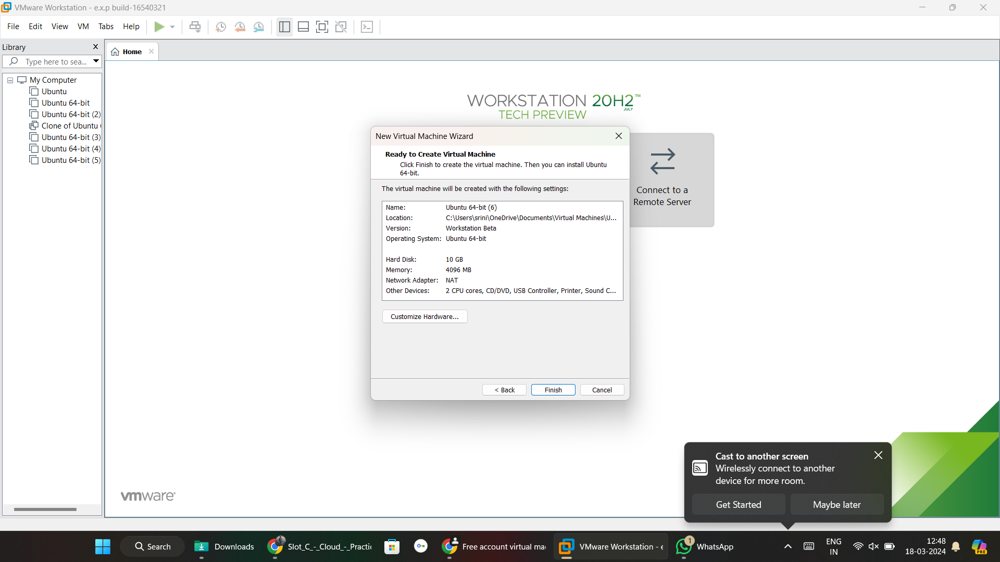 VMware Workstation - e.x.p build-16540321
File Edit View VM Tabs Help
Library
Type here to sea...
Home
My Computer
Ubuntu
Ubuntu 64-bit
Ubuntu 64-bit (2)
Clone of Ubuntu
Ubuntu 64-bit (3)
Ubuntu 64-bit (4)
Ubuntu 64-bit (5)
WORKSTATION 20H2™
JULY
TECH PREVIEW
New Virtual Machine Wizard
Ready to Create Virtual Machine
Click Finish to create the virtual machine. Then you can install Ubuntu
64-bit.
The virtual machine will be created with the following settings:
Name: Ubuntu 64-bit (6)
Location: C:\Users\srini\OneDrive\Documents\Virtual Machines\U...
Version: Workstation Beta
Operating System: Ubuntu 64-bit
Hard Disk: 10 GB
Memory: 4096 MB
Network Adapter: NAT
Other Devices: 2 CPU cores, CD/DVD, USB Controller, Printer, Sound C...
Customize Hardware...
< Back Finish Cancel
Connect to a
Remote Server
vmware®
Cast to another screen
Wirelessly connect to another
device for more room.
Get Started Maybe later
Search Downloads Slot_C_-_Cloud_-_Practic Free account virtual ma VMware Workstation - e 1 WhatsApp
ENG
IN
12:48
18-03-2024
PRE